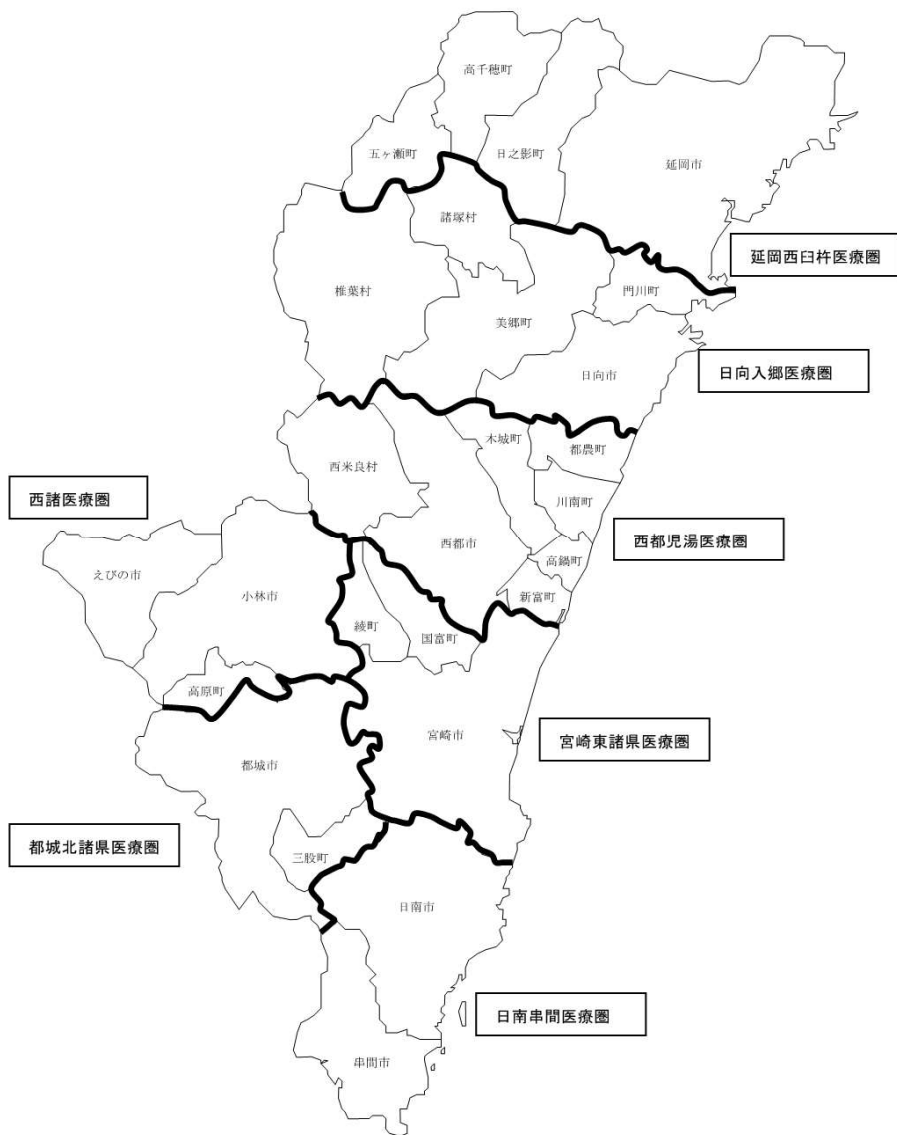 高千穂町
五ヶ瀬町
日之影町
延岡市
諸塚村
延岡西臼杵医療圏
椎葉村
門川町
美郷町
日向市
日向入郷医療圏
木城町
都農町
西米良村
川南町
西諸医療圏
西都市
西都児湯医療圏
高鍋町
えびの市
小林市
新富町
綾町
国富町
高原町
宮崎市
宮崎東諸県医療圏
都城市
都城北諸県医療圏
三股町
日南市
日南串間医療圏
串間市